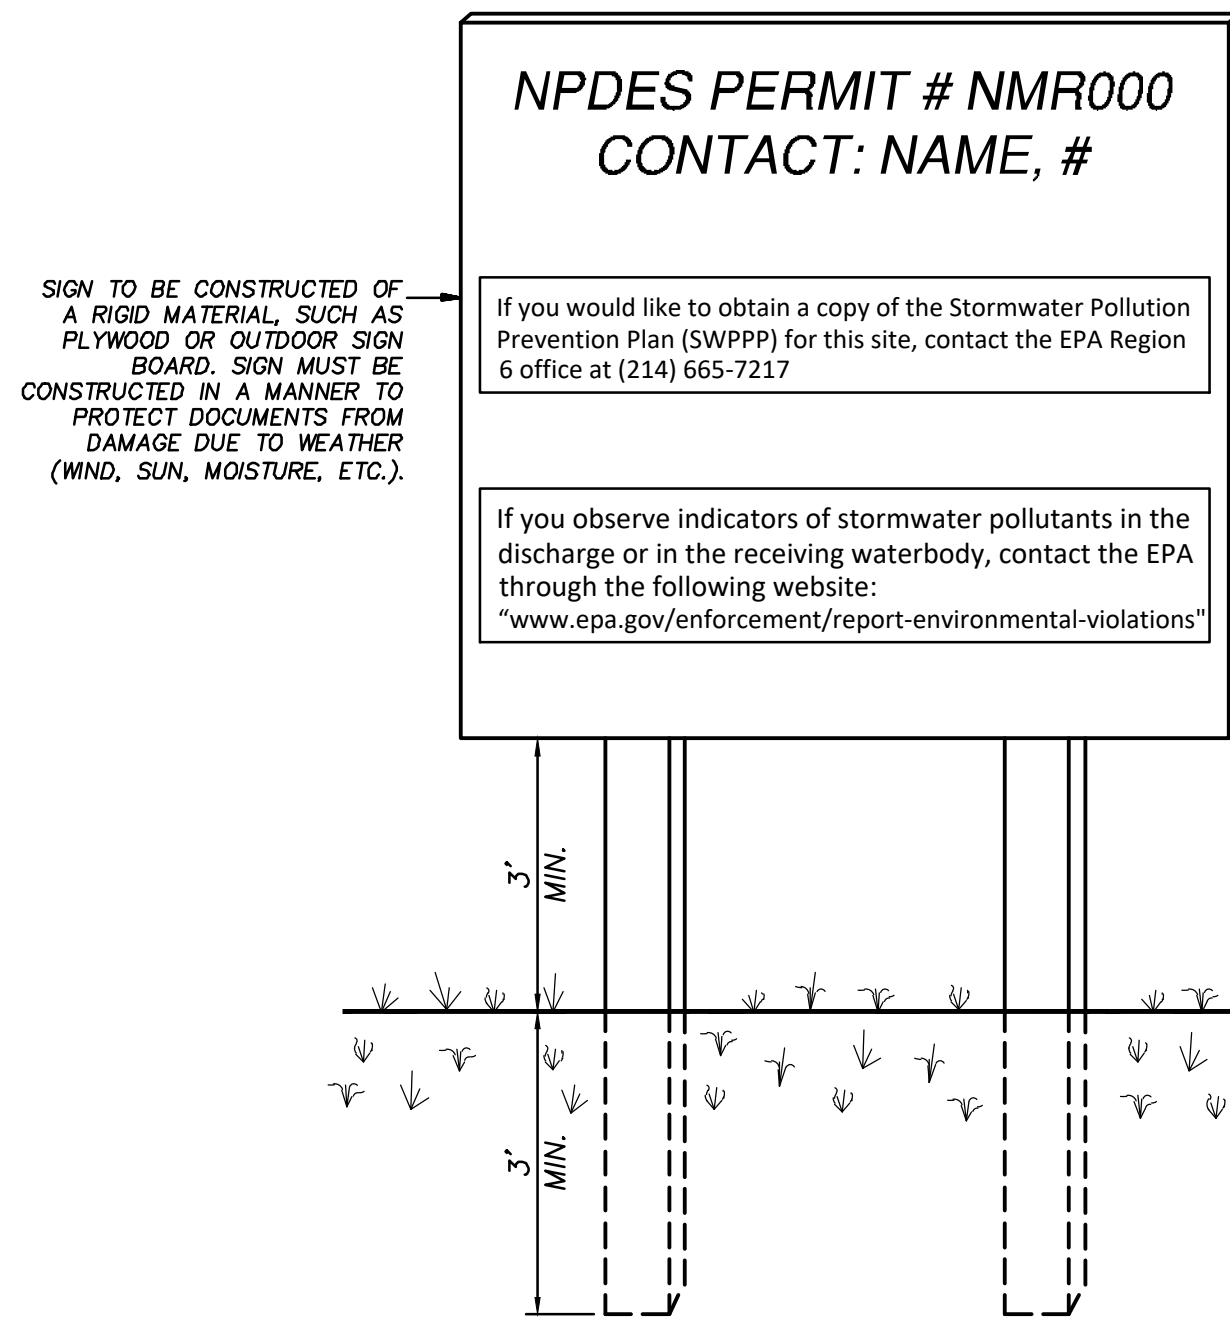 NPDES PERMIT # NMR000
CONTACT: NAME, #
SIGN TO BE CONSTRUCTED OF
A RIGID MATERIAL, SUCH AS
PLYWOOD OR OUTDOOR SIGN
BOARD. SIGN MUST BE
CONSTRUCTED IN A MANNER TO
PROTECT DOCUMENTS FROM
DAMAGE DUE TO WEATHER
(WIND, SUN, MOISTURE, ETC.).
If you would like to obtain a copy of the Stormwater Pollution
Prevention Plan (SWPPP) for this site, contact the EPA Region
6 office at (214) 665-7217
If you observe indicators of stormwater pollutants in the
discharge or in the receiving waterbody, contact the EPA
through the following website:
“www.epa.gov/enforcement/report-environmental-violations"
3'
MIN.
3'
MIN.